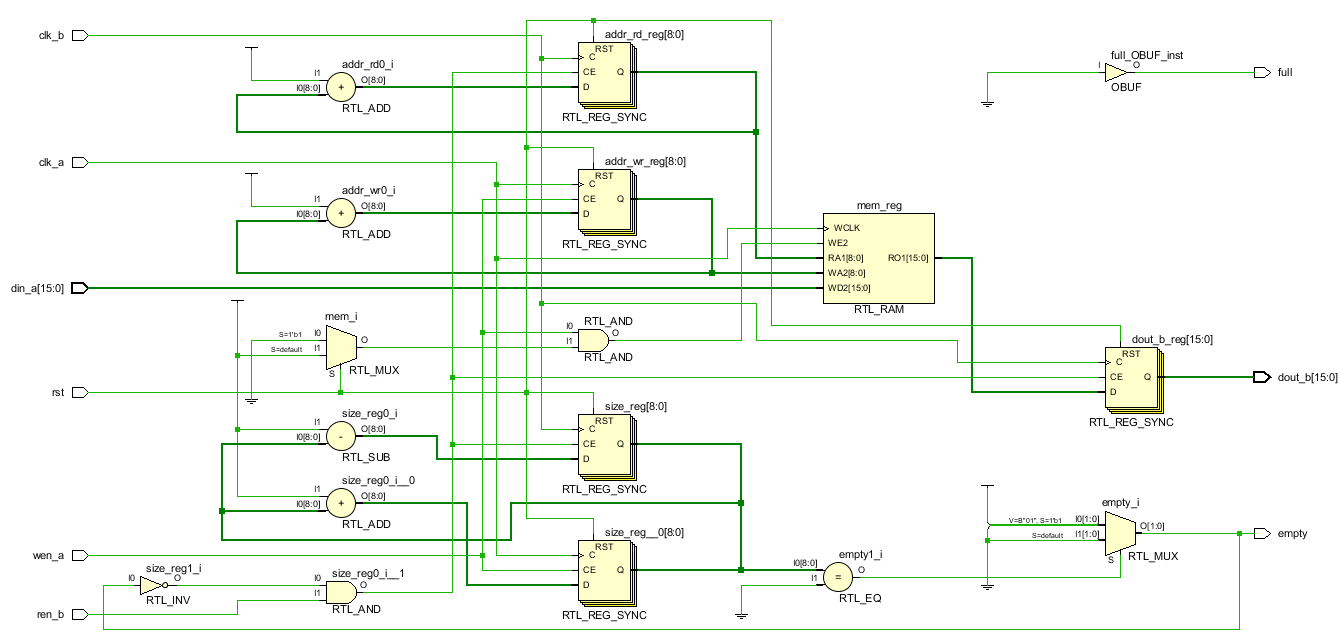 clk_b
addr_rd0_i
I1
I0[8:0]
+
O[8:0]
RTL_ADD
addr_rd_reg[8:0]
RST
C
CE
Q
D
RTL_REG_SYNC
full_OBUF_inst
I
O
OBUF
full
clk_a
addr_wr0_i
I1
I0[8:0]
+
O[8:0]
RTL_ADD
addr_wr_reg[8:0]
RST
C
CE
Q
D
RTL_REG_SYNC
mem_reg
WCLK
WE2
RA1[8:0]
RO1[15:0]
WA2[8:0]
WD2[15:0]
RTL_RAM
din_a[15:0]
mem_i
S=1'b1
I0
O
S=default
I1
S
RTL_MUX
RTL_AND
I0
O
I1
RTL_AND
dout_b_reg[15:0]
RST
C
CE
Q
D
RTL_REG_SYNC
dout_b[15:0]
rst
size_reg0_i
I1
I0[8:0]
-
O[8:0]
RTL_SUB
size_reg[8:0]
RST
C
CE
Q
D
RTL_REG_SYNC
size_reg0_i__0
I1
I0[8:0]
+
O[8:0]
RTL_ADD
size_reg__0[8:0]
RST
C
CE
Q
D
RTL_REG_SYNC
empty_i
V=B"01", S=1'b1
I0[1:0]
O[1:0]
S=default
I1[1:0]
S
RTL_MUX
empty
wen_a
empty1_i
I0[8:0]
O
I1
=
RTL_EQ
size_reg1_i
I0
O
RTL_INV
size_reg0_i__1
I0
O
I1
RTL_AND
ren_b